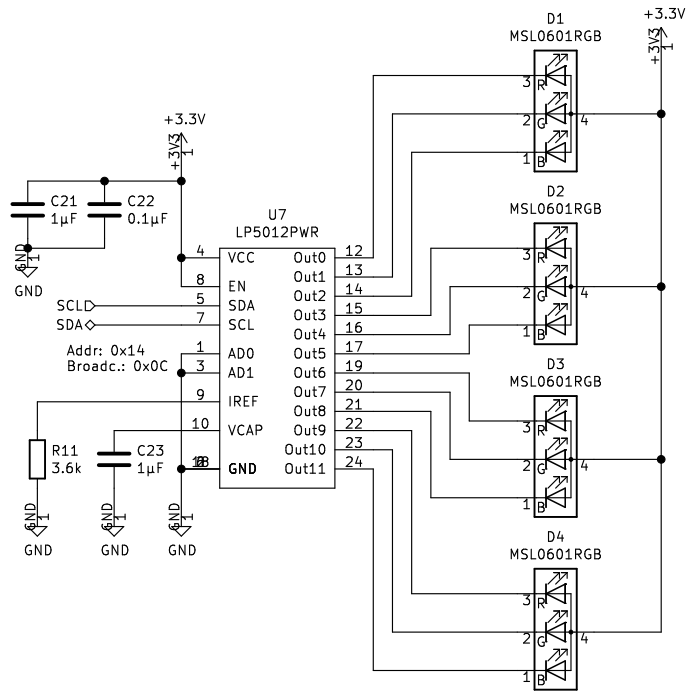 D1
MSL0601RGB
+3.3V
+3V3
1
3 R
2 G 4
1 B
+3.3V
+3V3
1
C21
1µF
C22
0.1µF
GND
1
GND
D2
MSL0601RGB
3 R
2 G 4
1 B
U7
LP5012PWR
4 VCC Out0 12
Out1 13
8 EN Out2 14
SCL 5 SDA Out3 15
SDA 7 SCL Out4 16
1 AD0 Out5 17
3 AD1 Out6 19
Out7 20
9 IREF Out8 21
10 VCAP Out9 22
Out10 23
GND Out11 24
Addr: 0x14
Broadc.: 0x0C
D3
MSL0601RGB
3 R
2 G 4
1 B
R11
3.6k
C23
1µF
GND
1
GND
GND
1
GND
GND
1
GND
D4
MSL0601RGB
3 R
2 G 4
1 B